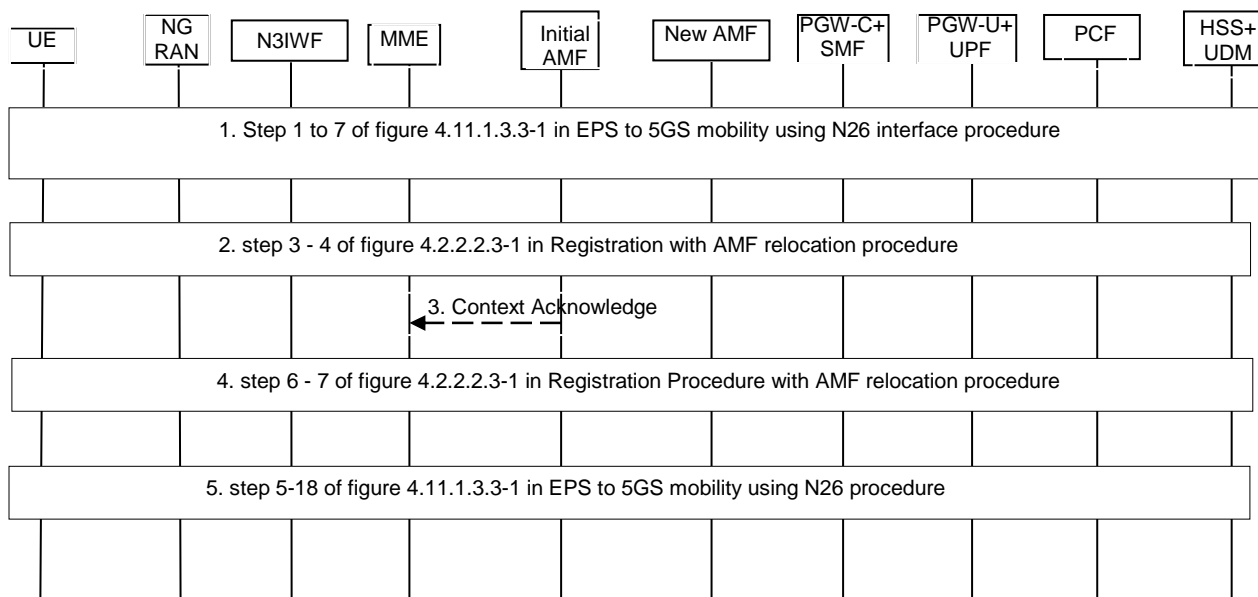 UE
NG
RAN
N3IWF
MME
Initial
AMF
New AMF
PGW-C+
SMF
PGW-U+
UPF
PCF
HSS+
UDM
1. Step 1 to 7 of figure 4.11.1.3.3-1 in EPS to 5GS mobility using N26 interface procedure
2. step 3 - 4 of figure 4.2.2.2.3-1 in Registration with AMF relocation procedure
3. Context Acknowledge
4. step 6 - 7 of figure 4.2.2.2.3-1 in Registration Procedure with AMF relocation procedure
5. step 5-18 of figure 4.11.1.3.3-1 in EPS to 5GS mobility using N26 procedure